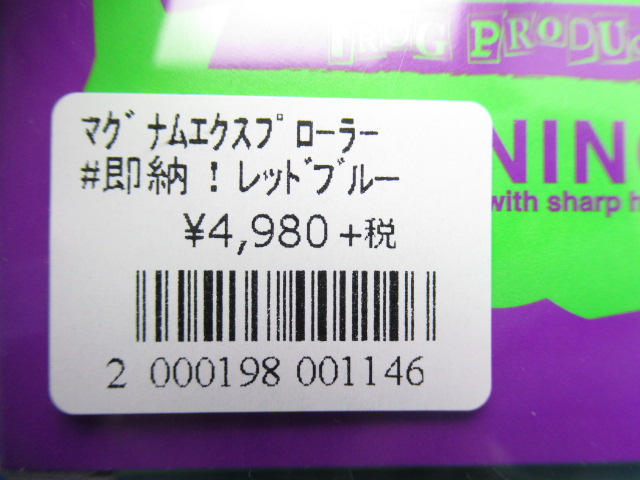 FROG PRODUC
NING
with sharp h
マグナムエクスプローラー
#即納！レッドブルー
¥4,980+税
2 000198 001146